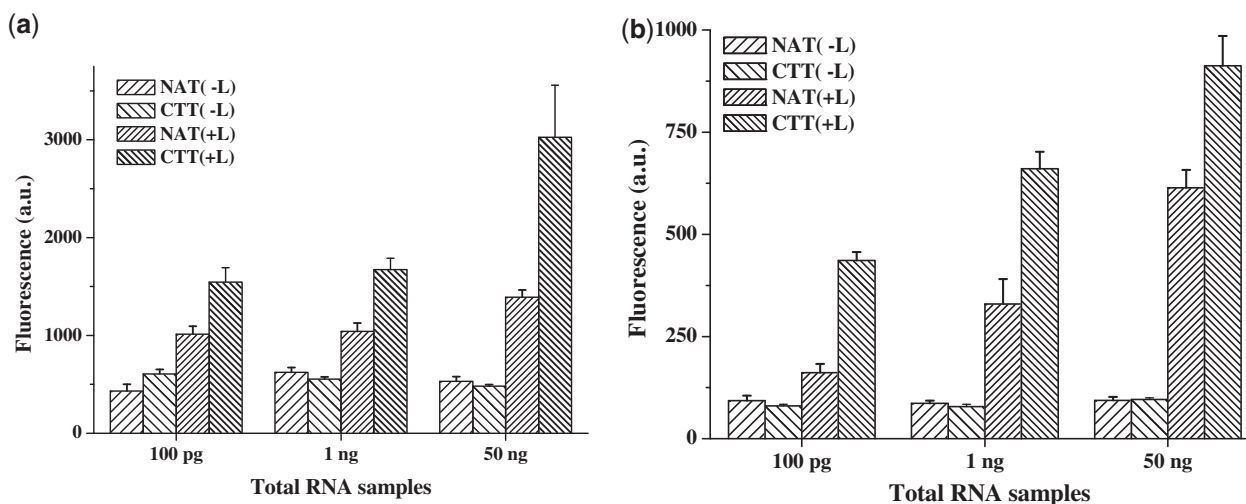 (a)
NAT( -L)
CTT( -L)
NAT(+L)
CTT(+L)
3000
2000
1000
0
Fluorescence (a.u.)
100 pg
1 ng
50 ng
Total RNA samples
(b)
NAT( -L)
CTT( -L)
NAT(+L)
CTT(+L)
1000
750
500
250
0
Fluorescence (a.u.)
100 pg
1 ng
50 ng
Total RNA samples